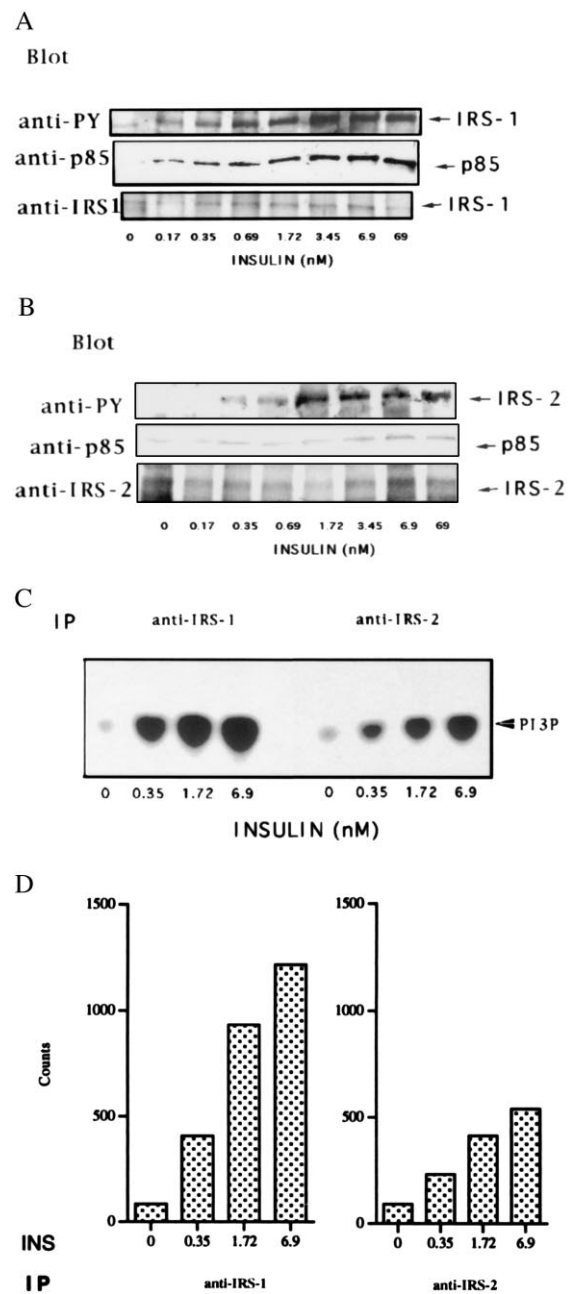 A
Blot
anti-PY IRS-1
anti-p85 p85
anti-IRS1 IRS-1
0 0.17 0.35 0.69 1.72 3.45 6.9 69
INSULIN (nM)
B
Blot
anti-PY IRS-2
anti-p85 p85
anti-IRS-2 IRS-2
0 0.17 0.35 0.69 1.72 3.45 6.9 69
INSULIN (nM)
C
IP anti-IRS-1 anti-IRS-2
PI3P
0 0.35 1.72 6.9 0 0.35 1.72 6.9
INSULIN (nM)
D
1500 1500
1000 1000
Counts
500 500
0 0
INS 0 0.35 1.72 6.9 0 0.35 1.72 6.9
IP anti-IRS-1 anti-IRS-2